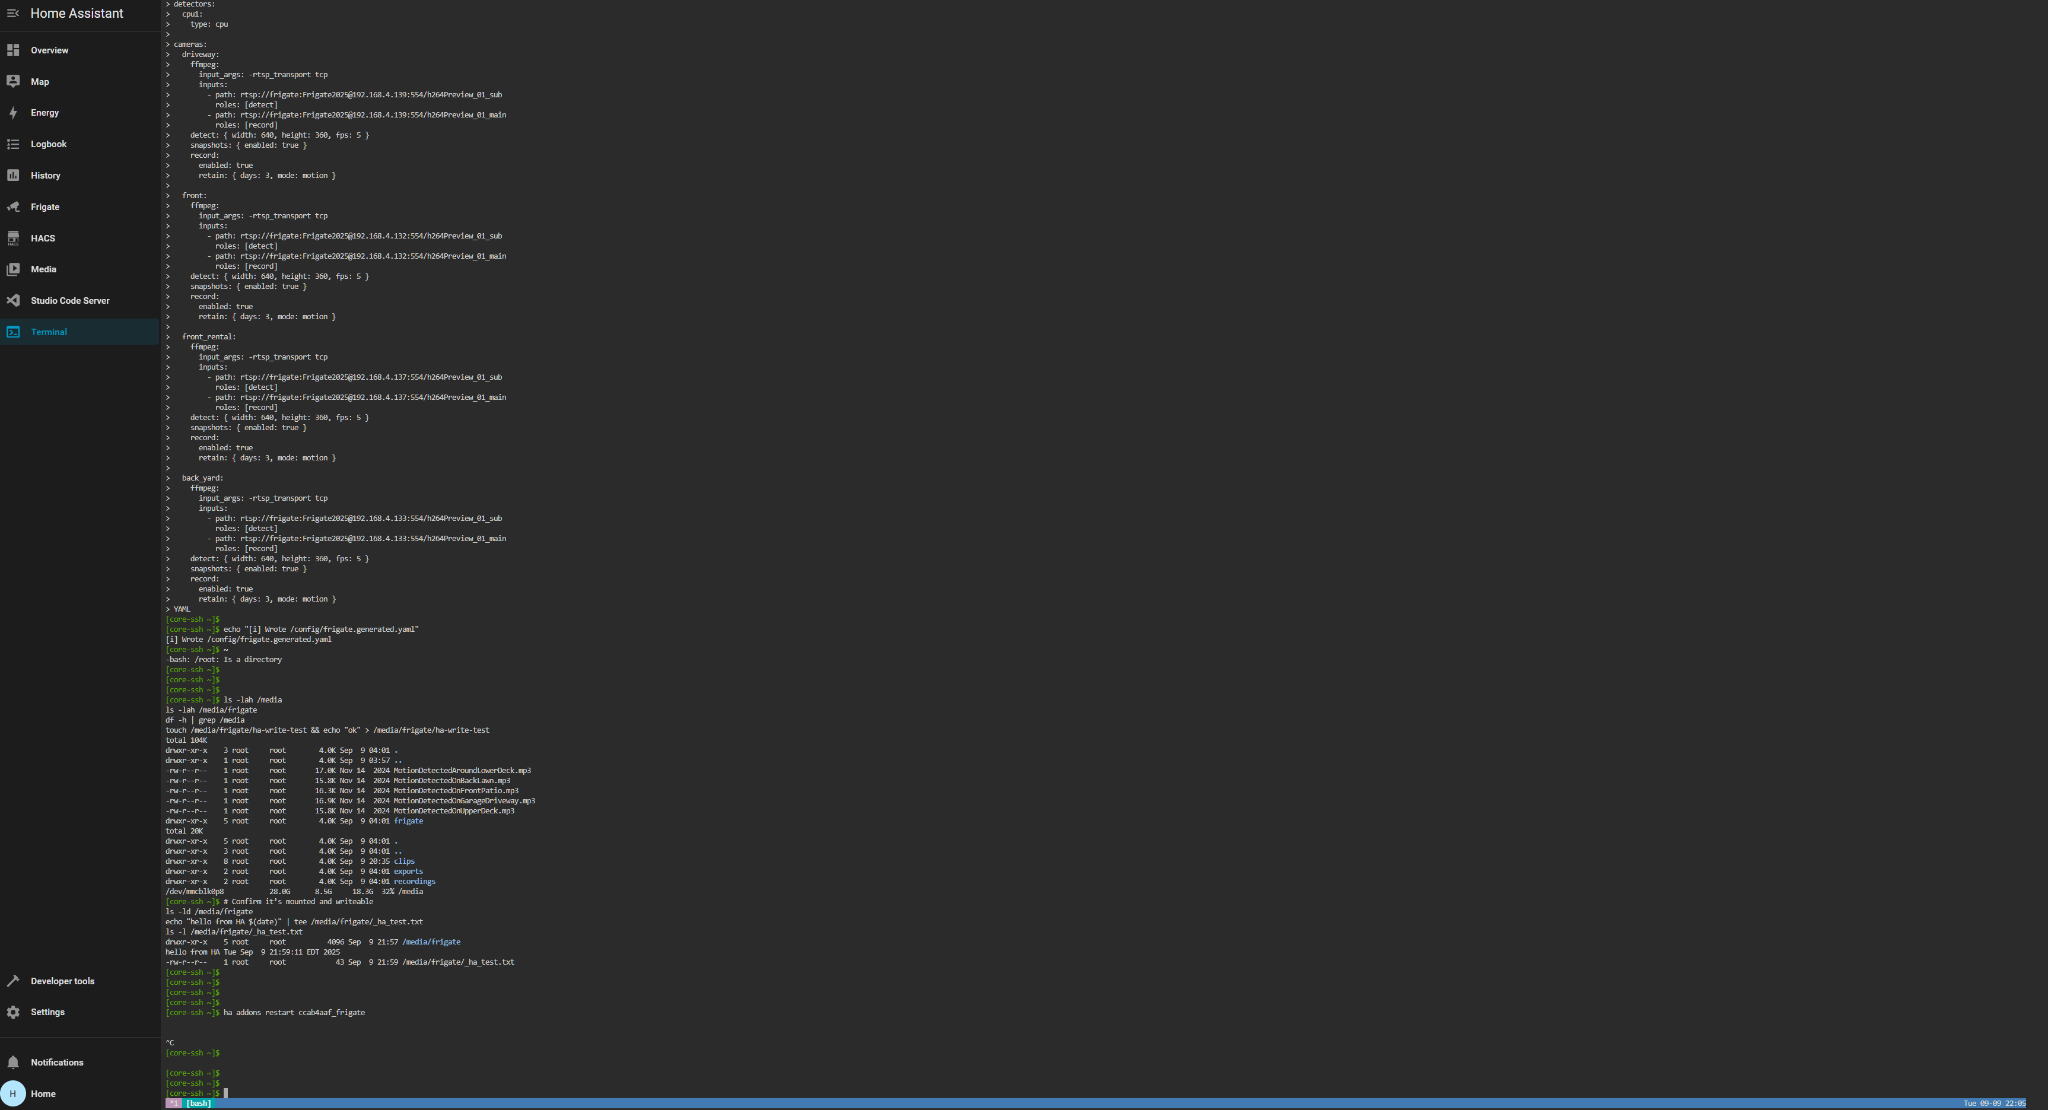 Home Assistant
Overview
Map
Energy
Logbook
History
Frigate
HACS
Media
Studio Code Server
Terminal
Developer tools
Settings
Notifications
H Home
> detectors:
>   cpu1:
>     type: cpu
>
> cameras:
>   driveway:
>     ffmpeg:
>       input_args: -rtsp_transport tcp
>       inputs:
>         - path: rtsp://frigate:Frigate2025@192.168.4.139:554/h264Preview_01_sub
>           roles: [detect]
>         - path: rtsp://frigate:Frigate2025@192.168.4.139:554/h264Preview_01_main
>           roles: [record]
>     detect: { width: 640, height: 360, fps: 5 }
>     snapshots: { enabled: true }
>     record:
>       enabled: true
>       retain: { days: 3, mode: motion }
>
>   front:
>     ffmpeg:
>       input_args: -rtsp_transport tcp
>       inputs:
>         - path: rtsp://frigate:Frigate2025@192.168.4.132:554/h264Preview_01_sub
>           roles: [detect]
>         - path: rtsp://frigate:Frigate2025@192.168.4.132:554/h264Preview_01_main
>           roles: [record]
>     detect: { width: 640, height: 360, fps: 5 }
>     snapshots: { enabled: true }
>     record:
>       enabled: true
>       retain: { days: 3, mode: motion }
>
>   front_rental:
>     ffmpeg:
>       input_args: -rtsp_transport tcp
>       inputs:
>         - path: rtsp://frigate:Frigate2025@192.168.4.137:554/h264Preview_01_sub
>           roles: [detect]
>         - path: rtsp://frigate:Frigate2025@192.168.4.137:554/h264Preview_01_main
>           roles: [record]
>     detect: { width: 640, height: 360, fps: 5 }
>     snapshots: { enabled: true }
>     record:
>       enabled: true
>       retain: { days: 3, mode: motion }
>
>   back_yard:
>     ffmpeg:
>       input_args: -rtsp_transport tcp
>       inputs:
>         - path: rtsp://frigate:Frigate2025@192.168.4.133:554/h264Preview_01_sub
>           roles: [detect]
>         - path: rtsp://frigate:Frigate2025@192.168.4.133:554/h264Preview_01_main
>           roles: [record]
>     detect: { width: 640, height: 360, fps: 5 }
>     snapshots: { enabled: true }
>     record:
>       enabled: true
>       retain: { days: 3, mode: motion }
> YAML
[core-ssh ~]$
[core-ssh ~]$ echo "[i] Wrote /config/frigate.generated.yaml"
[i] Wrote /config/frigate.generated.yaml
[core-ssh ~]$ ~
-bash: /root: Is a directory
[core-ssh ~]$
[core-ssh ~]$
[core-ssh ~]$
[core-ssh ~]$ ls -lah /media
ls -lah /media/frigate
df -h | grep /media
touch /media/frigate/ha-write-test && echo "ok" > /media/frigate/ha-write-test
total 104K
drwxr-xr-x    3 root     root        4.0K Sep  9 04:01 .
drwxr-xr-x    1 root     root        4.0K Sep  9 03:57 ..
-rw-r--r--    1 root     root       17.0K Nov 14  2024 MotionDetectedAroundLowerDeck.mp3
-rw-r--r--    1 root     root       15.8K Nov 14  2024 MotionDetectedOnBackLawn.mp3
-rw-r--r--    1 root     root       16.3K Nov 14  2024 MotionDetectedOnFrontPatio.mp3
-rw-r--r--    1 root     root       16.9K Nov 14  2024 MotionDetectedOnGarageDriveway.mp3
-rw-r--r--    1 root     root       15.8K Nov 14  2024 MotionDetectedOnUpperDeck.mp3
drwxr-xr-x    5 root     root        4.0K Sep  9 04:01 frigate
total 20K
drwxr-xr-x    5 root     root        4.0K Sep  9 04:01 .
drwxr-xr-x    3 root     root        4.0K Sep  9 04:01 ..
drwxr-xr-x    8 root     root        4.0K Sep  9 20:35 clips
drwxr-xr-x    2 root     root        4.0K Sep  9 04:01 exports
drwxr-xr-x    2 root     root        4.0K Sep  9 04:01 recordings
/dev/mmcblk0p8           28.0G      8.5G     18.3G  32% /media
[core-ssh ~]$ # Confirm it's mounted and writeable
ls -ld /media/frigate
echo "hello from HA $(date)" | tee /media/frigate/_ha_test.txt
ls -l /media/frigate/_ha_test.txt
drwxr-xr-x    5 root     root          4096 Sep  9 21:57 /media/frigate
hello from HA Tue Sep  9 21:59:11 EDT 2025
-rw-r--r--    1 root     root            43 Sep  9 21:59 /media/frigate/_ha_test.txt
[core-ssh ~]$
[core-ssh ~]$
[core-ssh ~]$
[core-ssh ~]$
[core-ssh ~]$ ha addons restart ccab4aaf_frigate
^C
[core-ssh ~]$
[core-ssh ~]$
[core-ssh ~]$
[core-ssh ~]$
[bash]
Tue 09-09 22:05